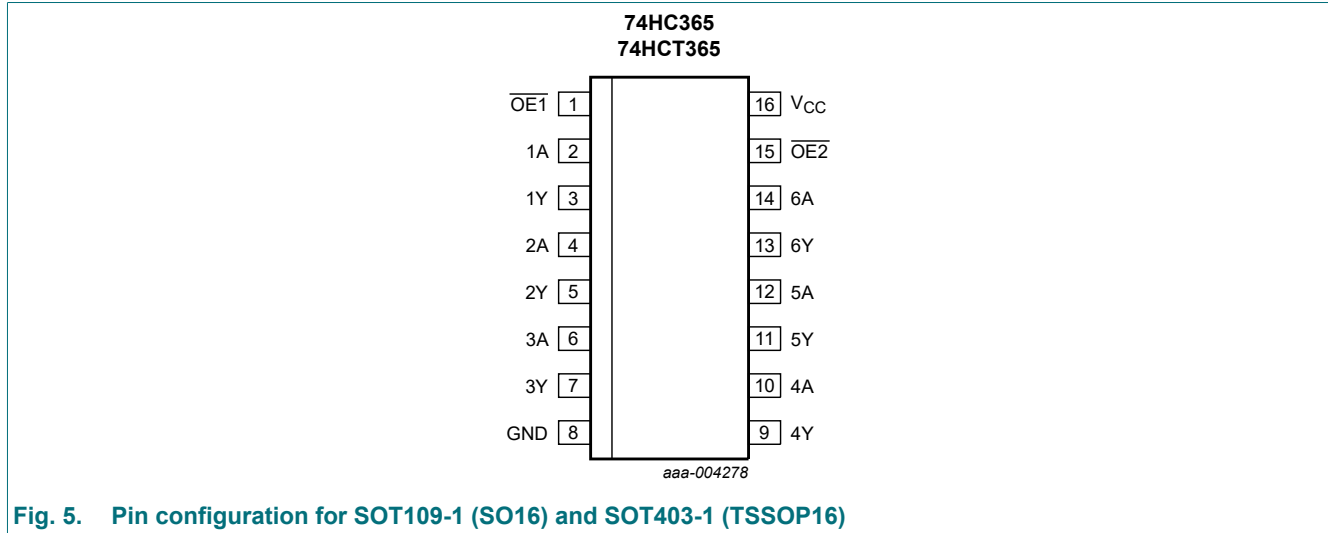 74HC365
74HCT365
OE1 1 16 VCC
1A 2 15 OE2
1Y 3 14 6A
2A 4 13 6Y
2Y 5 12 5A
3A 6 11 5Y
3Y 7 10 4A
GND 8 9 4Y
aaa-004278
Fig. 5. Pin configuration for SOT109-1 (SO16) and SOT403-1 (TSSOP16)